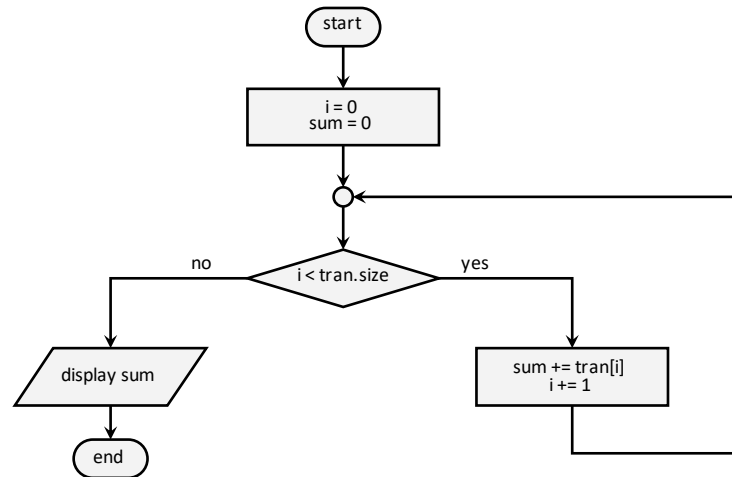 start
i = 0
sum = 0
i < tran.size
no
yes
display sum
sum += tran[i]
i += 1
end